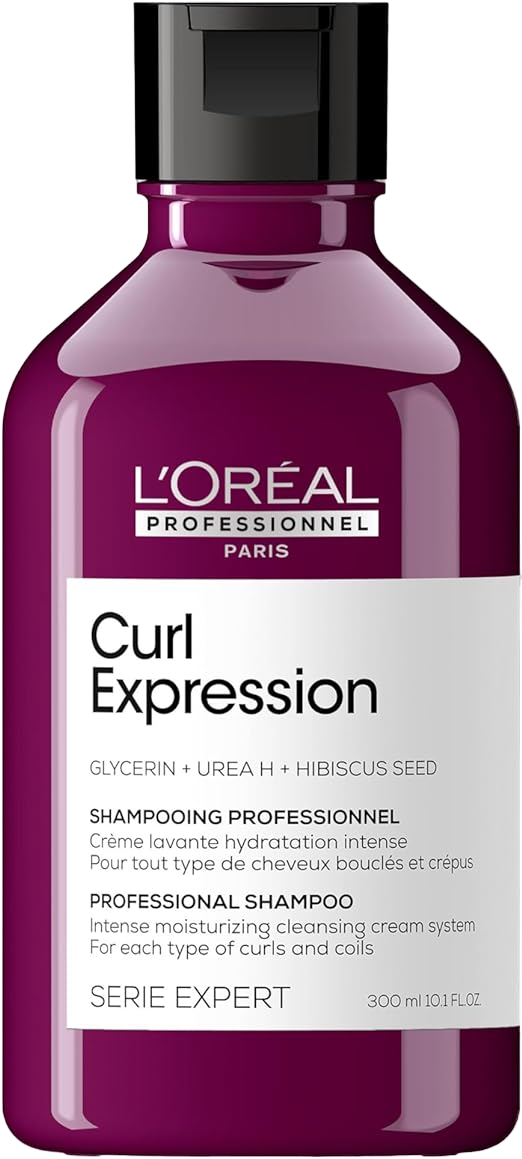 L'ORÉAL
PROFESSIONNEL
PARIS
Curl
Expression
GLYCERIN + UREA H + HIBISCUS SEED
SHAMPOOING PROFESSIONNEL
Crème lavante hydratation intense
Pour tout type de cheveux bouclés et crépus
PROFESSIONAL SHAMPOO
Intense moisturizing cleansing cream system
For each type of curls and coils
SERIE EXPERT
300 ml 10.1 FL.OZ.